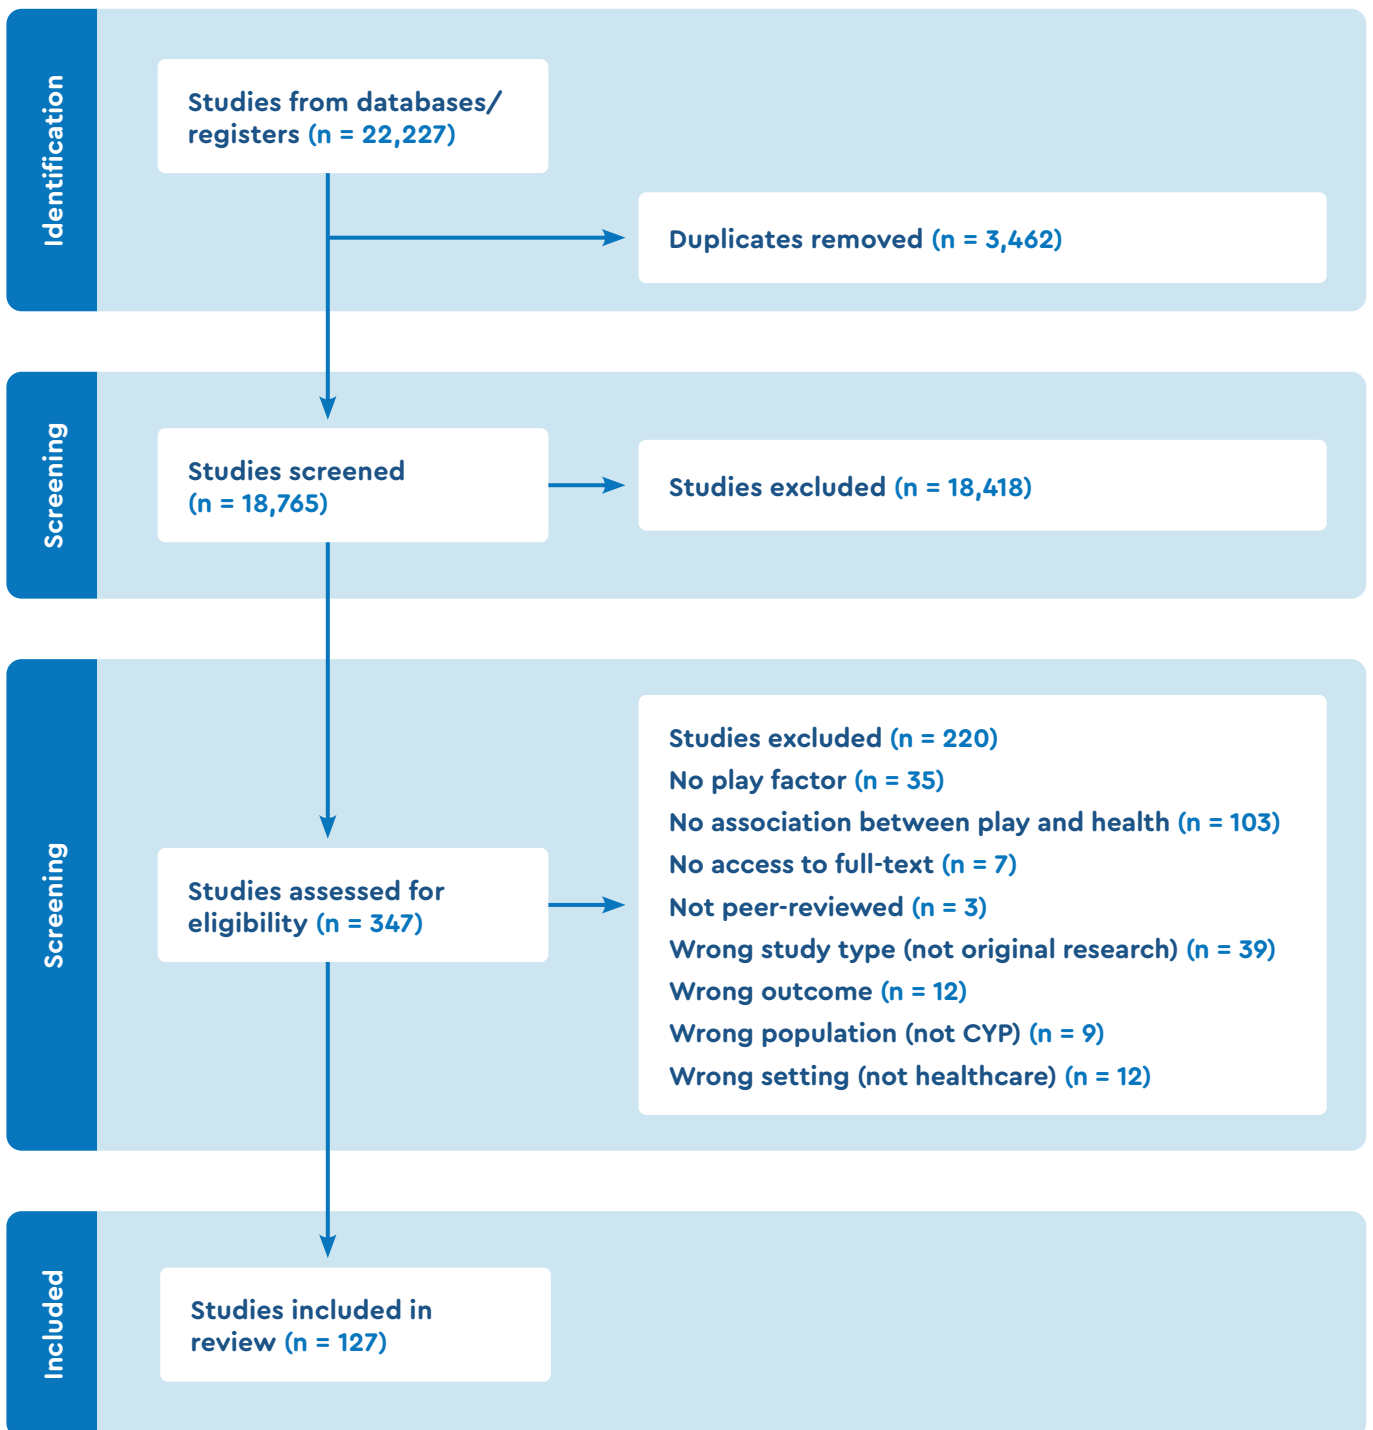 Identification
Studies from databases/
registers (n = 22,227)
Duplicates removed (n = 3,462)
Screening
Studies screened
(n = 18,765)
Studies excluded (n = 18,418)
Screening
Studies assessed for
eligibility (n = 347)
Studies excluded (n = 220)
No play factor (n = 35)
No association between play and health (n = 103)
No access to full-text (n = 7)
Not peer-reviewed (n = 3)
Wrong study type (not original research) (n = 39)
Wrong outcome (n = 12)
Wrong population (not CYP) (n = 9)
Wrong setting (not healthcare) (n = 12)
Included
Studies included in
review (n = 127)